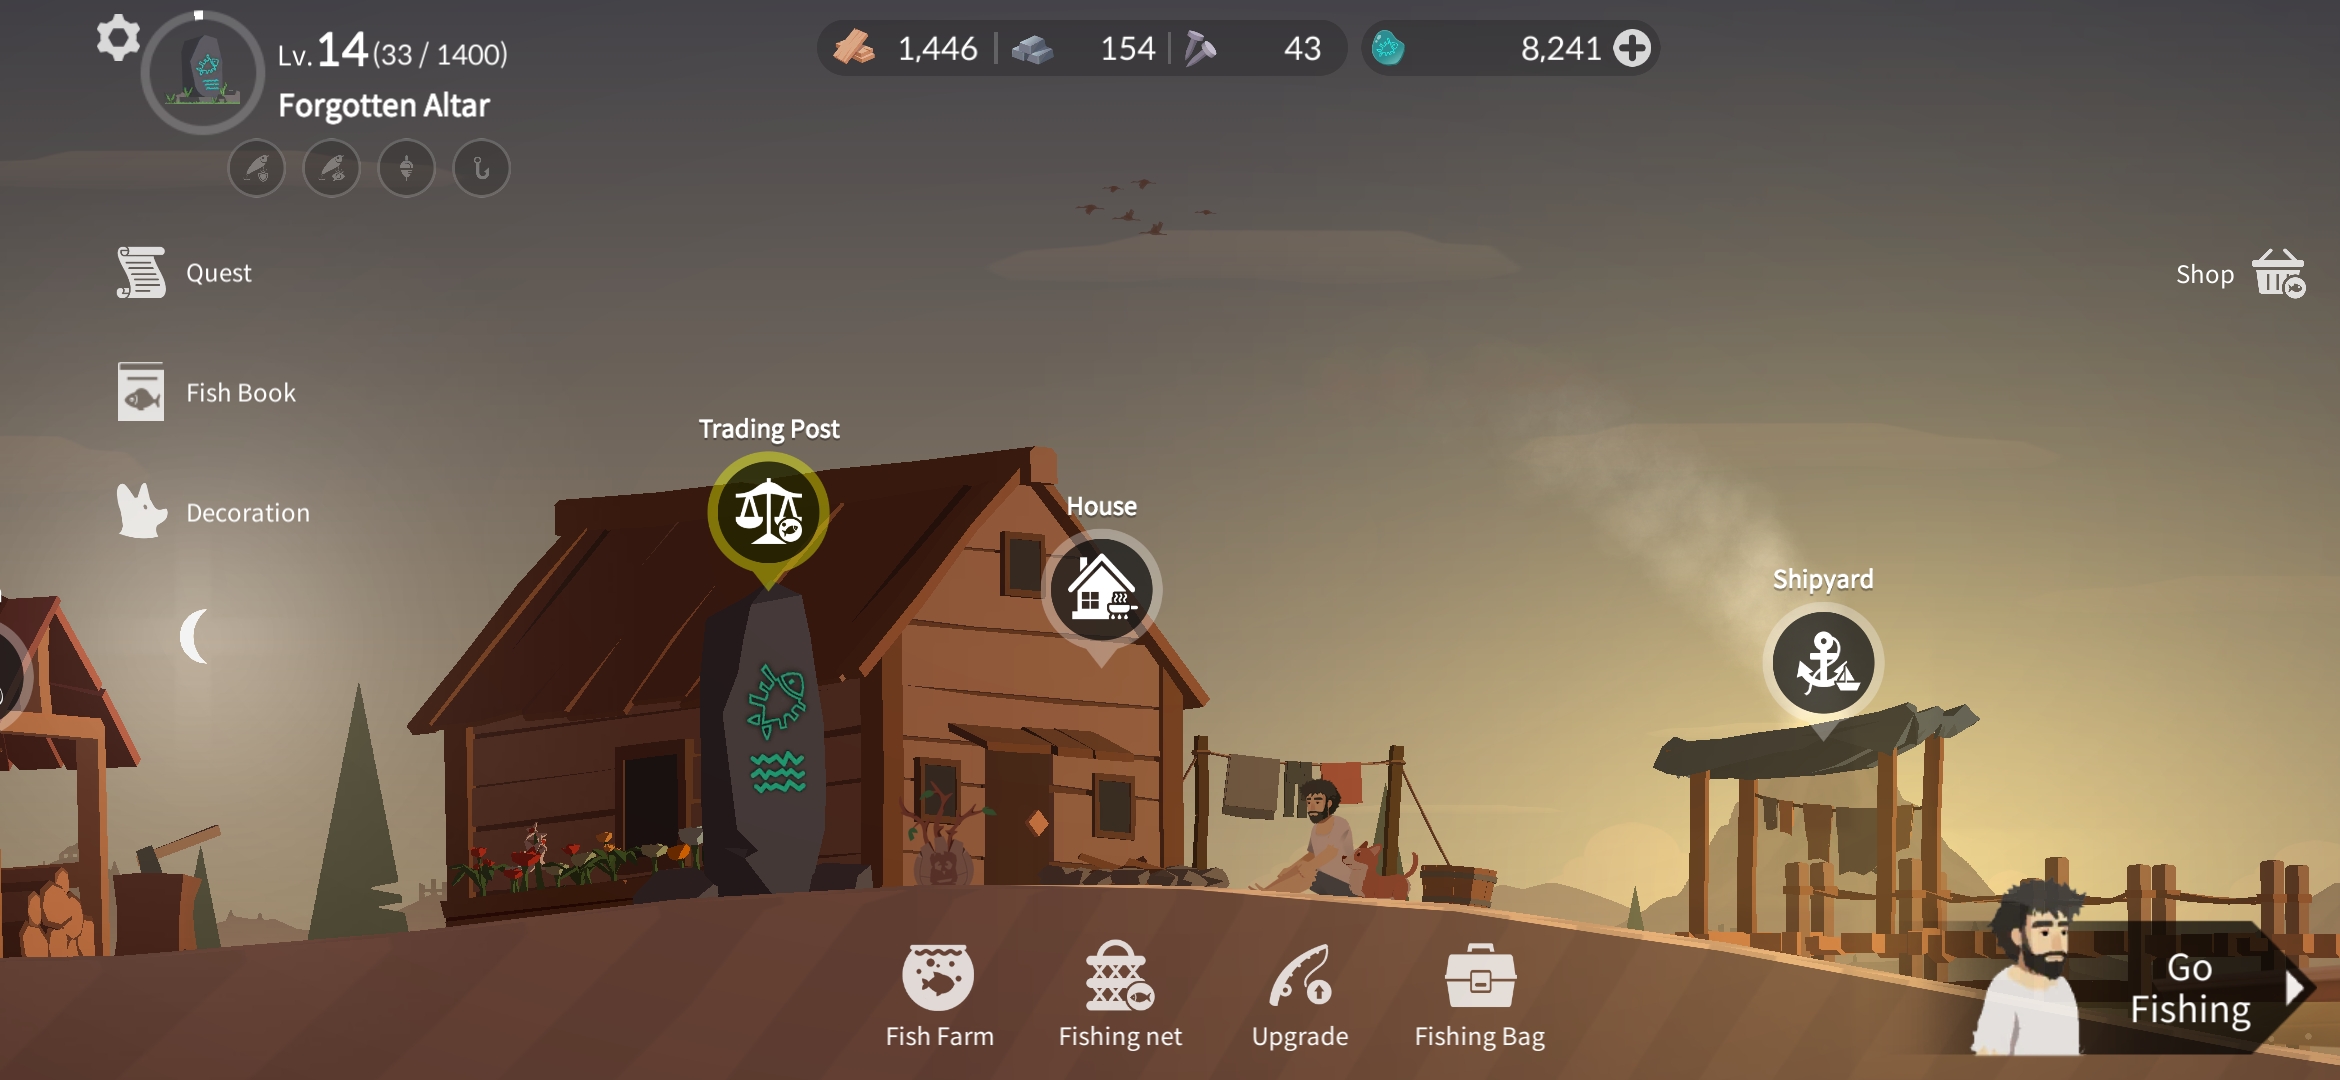 Lv.14(33 / 1400)
Forgotten Altar
1,446
154
43
8,241
Quest
Fish Book
Decoration
Shop
Trading Post
House
Shipyard
Fish Farm
Fishing net
Upgrade
Fishing Bag
Go
Fishing